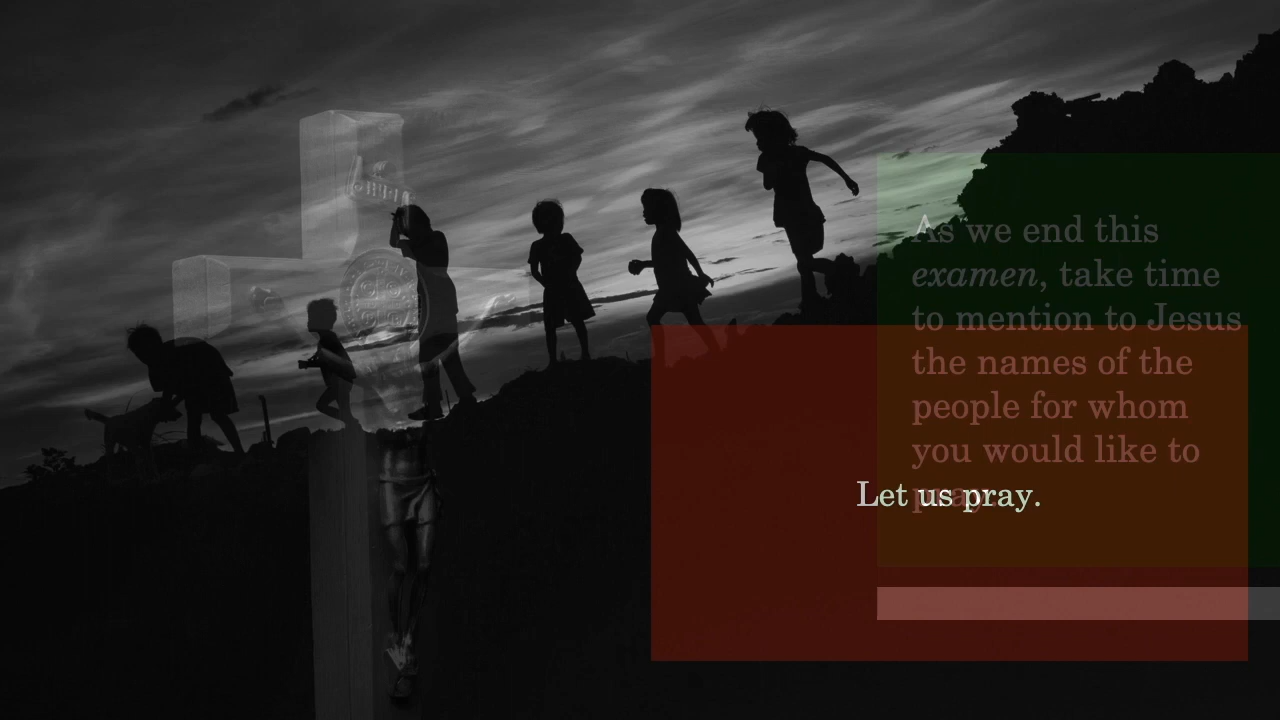 As we end this
examen, take time
to mention to Jesus
the names of the
people for whom
you would like to
pray.
Let us pray.